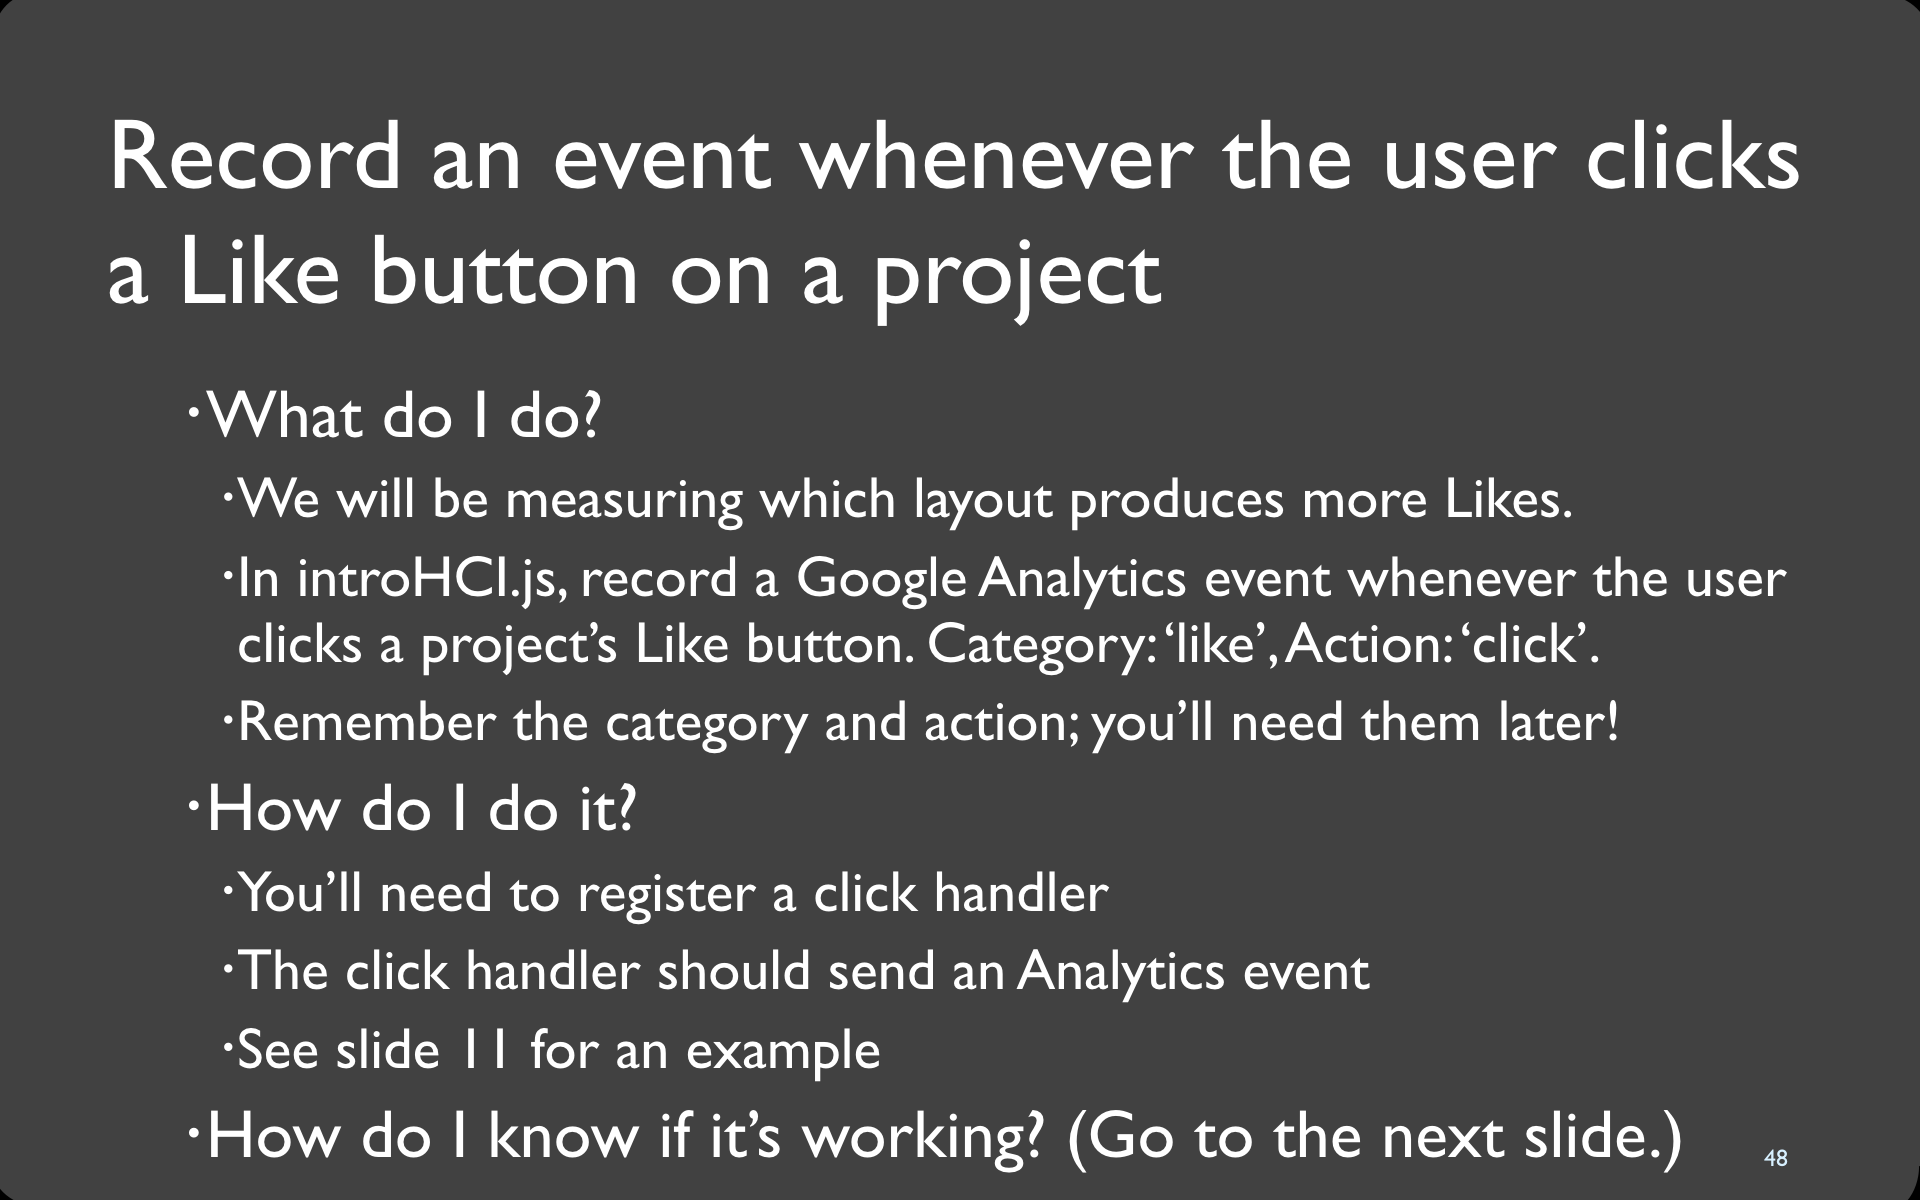 Record an event whenever the user clicks
a Like button on a project
•What do I do?
•We will be measuring which layout produces more Likes.
•In introHCI.js, record a Google Analytics event whenever the user
clicks a project’s Like button. Category: ‘like’, Action: ‘click’.
•Remember the category and action; you’ll need them later!
•How do I do it?
•You’ll need to register a click handler
•The click handler should send an Analytics event
•See slide 11 for an example
•How do I know if it’s working? (Go to the next slide.)
48